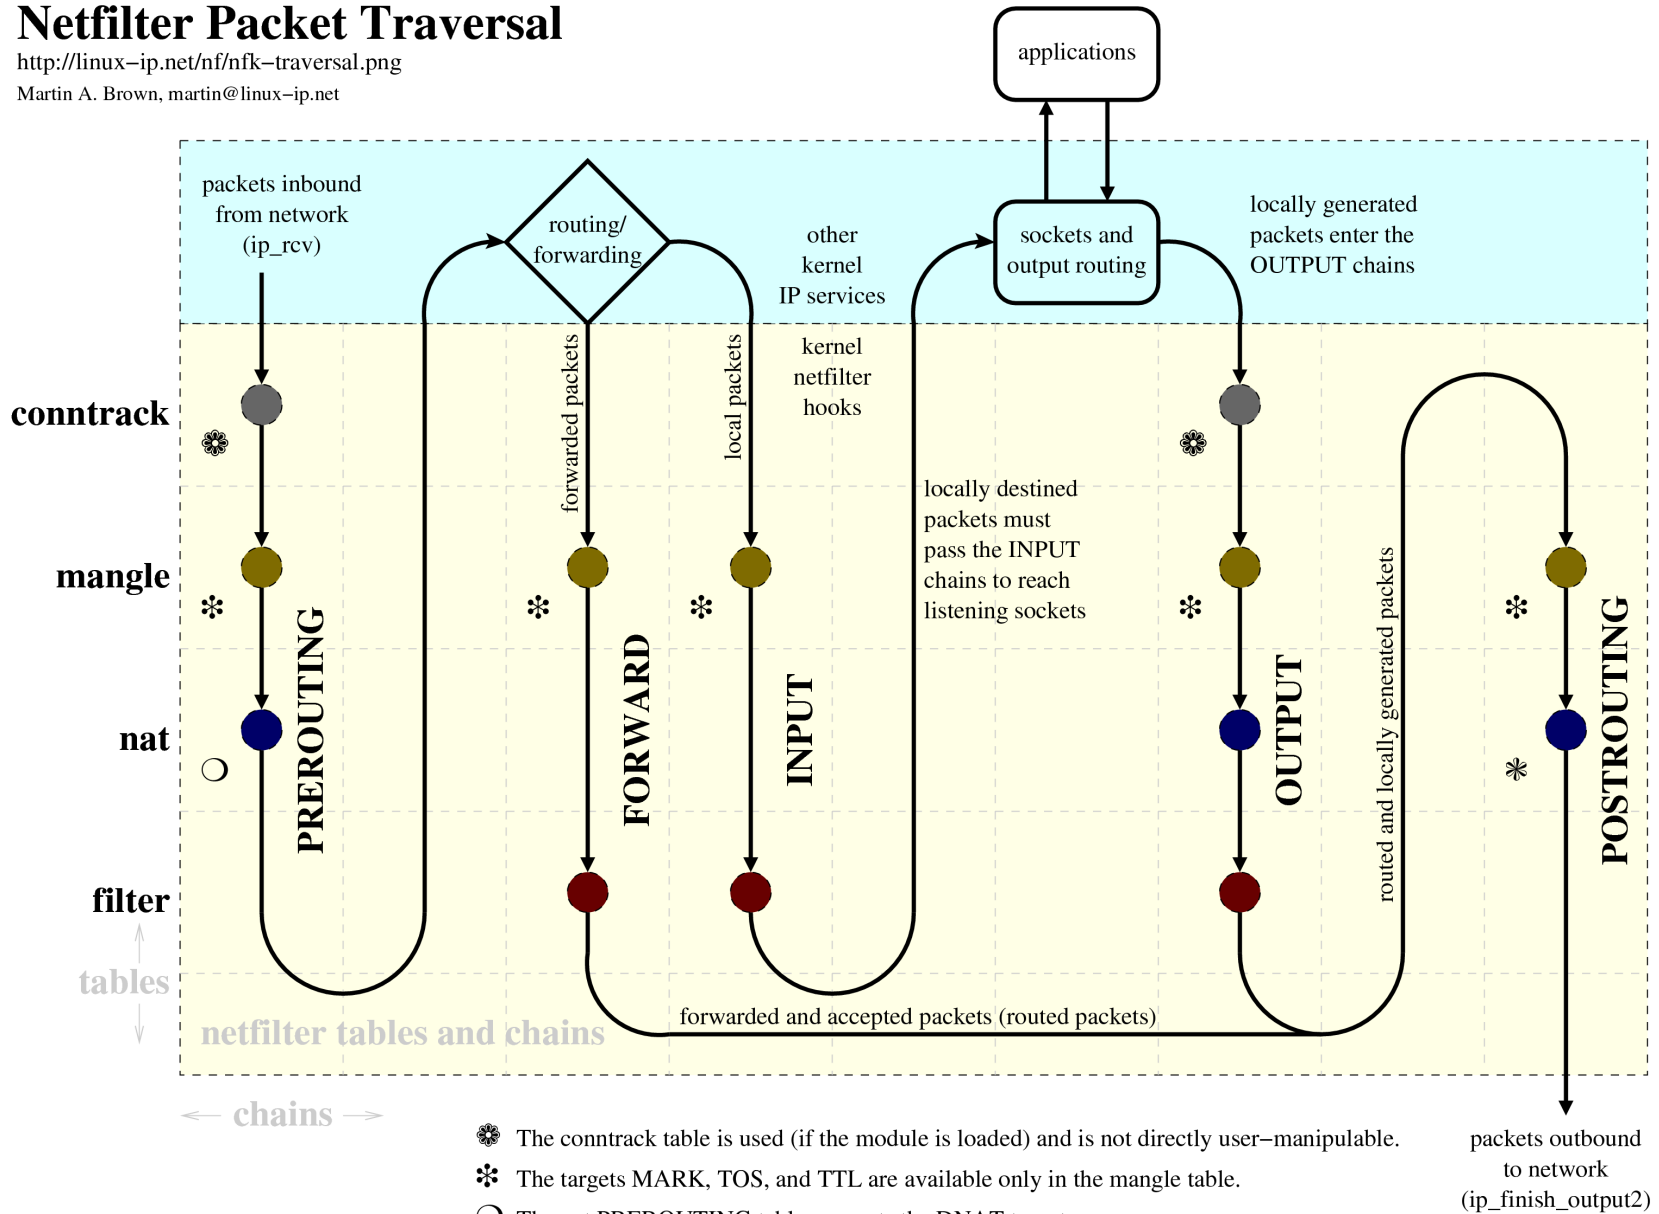 Netfilter Packet Traversal
http://linux−ip.net/nf/nfk−traversal.png
Martin A. Brown, martin@linux−ip.net
applications
packets inbound
from network
(ip_rcv)
routing/
forwarding
other
kernel
IP services
sockets and
output routing
locally generated
packets enter the
OUTPUT chains
kernel
netfilter
hooks
forwarded packets
local packets
conntrack
locally destined
packets must
pass the INPUT
chains to reach
listening sockets
mangle
nat
filter
PREROUTING
FORWARD
INPUT
OUTPUT
routed and locally generated packets
POSTROUTING
tables
forwarded and accepted packets (routed packets)
netfilter tables and chains
chains
The conntrack table is used (if the module is loaded) and is not directly user−manipulable.
The targets MARK, TOS, and TTL are available only in the mangle table.
packets outbound
to network
(ip_finish_output2)